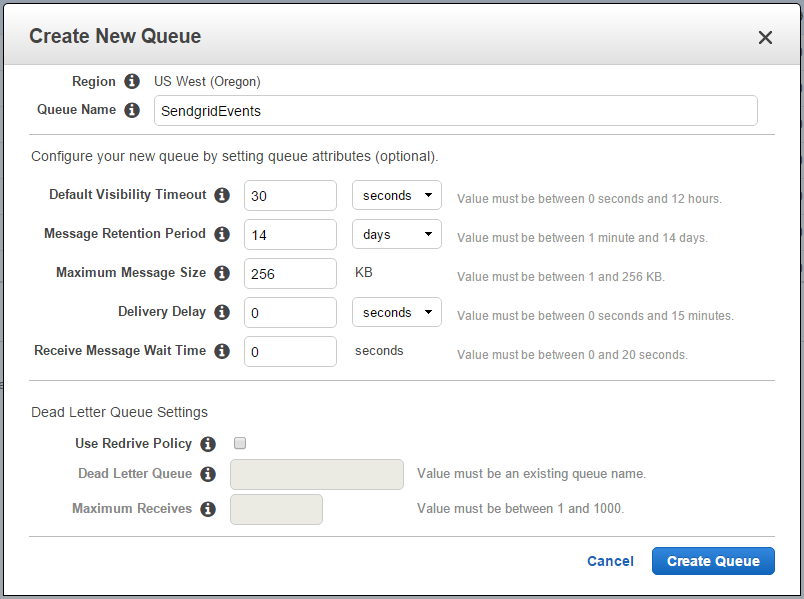 Create New Queue
Region US West (Oregon)
Queue Name SendgridEvents
Configure your new queue by setting queue attributes (optional).
Default Visibility Timeout 30 seconds Value must be between 0 seconds and 12 hours.
Message Retention Period 14 days Value must be between 1 minute and 14 days.
Maximum Message Size 256 KB Value must be between 1 and 256 KB.
Delivery Delay 0 seconds Value must be between 0 seconds and 15 minutes.
Receive Message Wait Time 0 seconds Value must be between 0 and 20 seconds.
Dead Letter Queue Settings
Use Redrive Policy
Dead Letter Queue Value must be an existing queue name.
Maximum Receives Value must be between 1 and 1000.
Cancel Create Queue